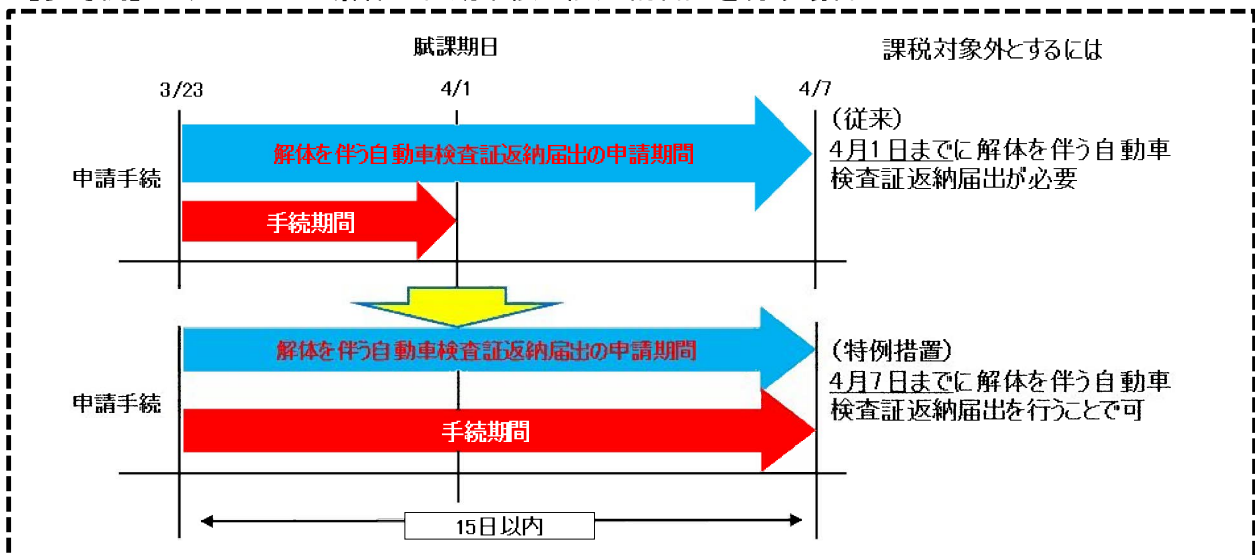 賦課期日
課税対象外とするには
3/23
4/1
4/7
解体を伴う自動車検査証返納届出の申請期間
申請手続
手続期間
(従来)
4月1日までに解体を伴う自動車
検査証返納届出が必要
解体を伴う自動車検査証返納届出の申請期間
申請手続
手続期間
(特例措置)
4月7日までに解体を伴う自動車
検査証返納届出を行うことで可
15日以内